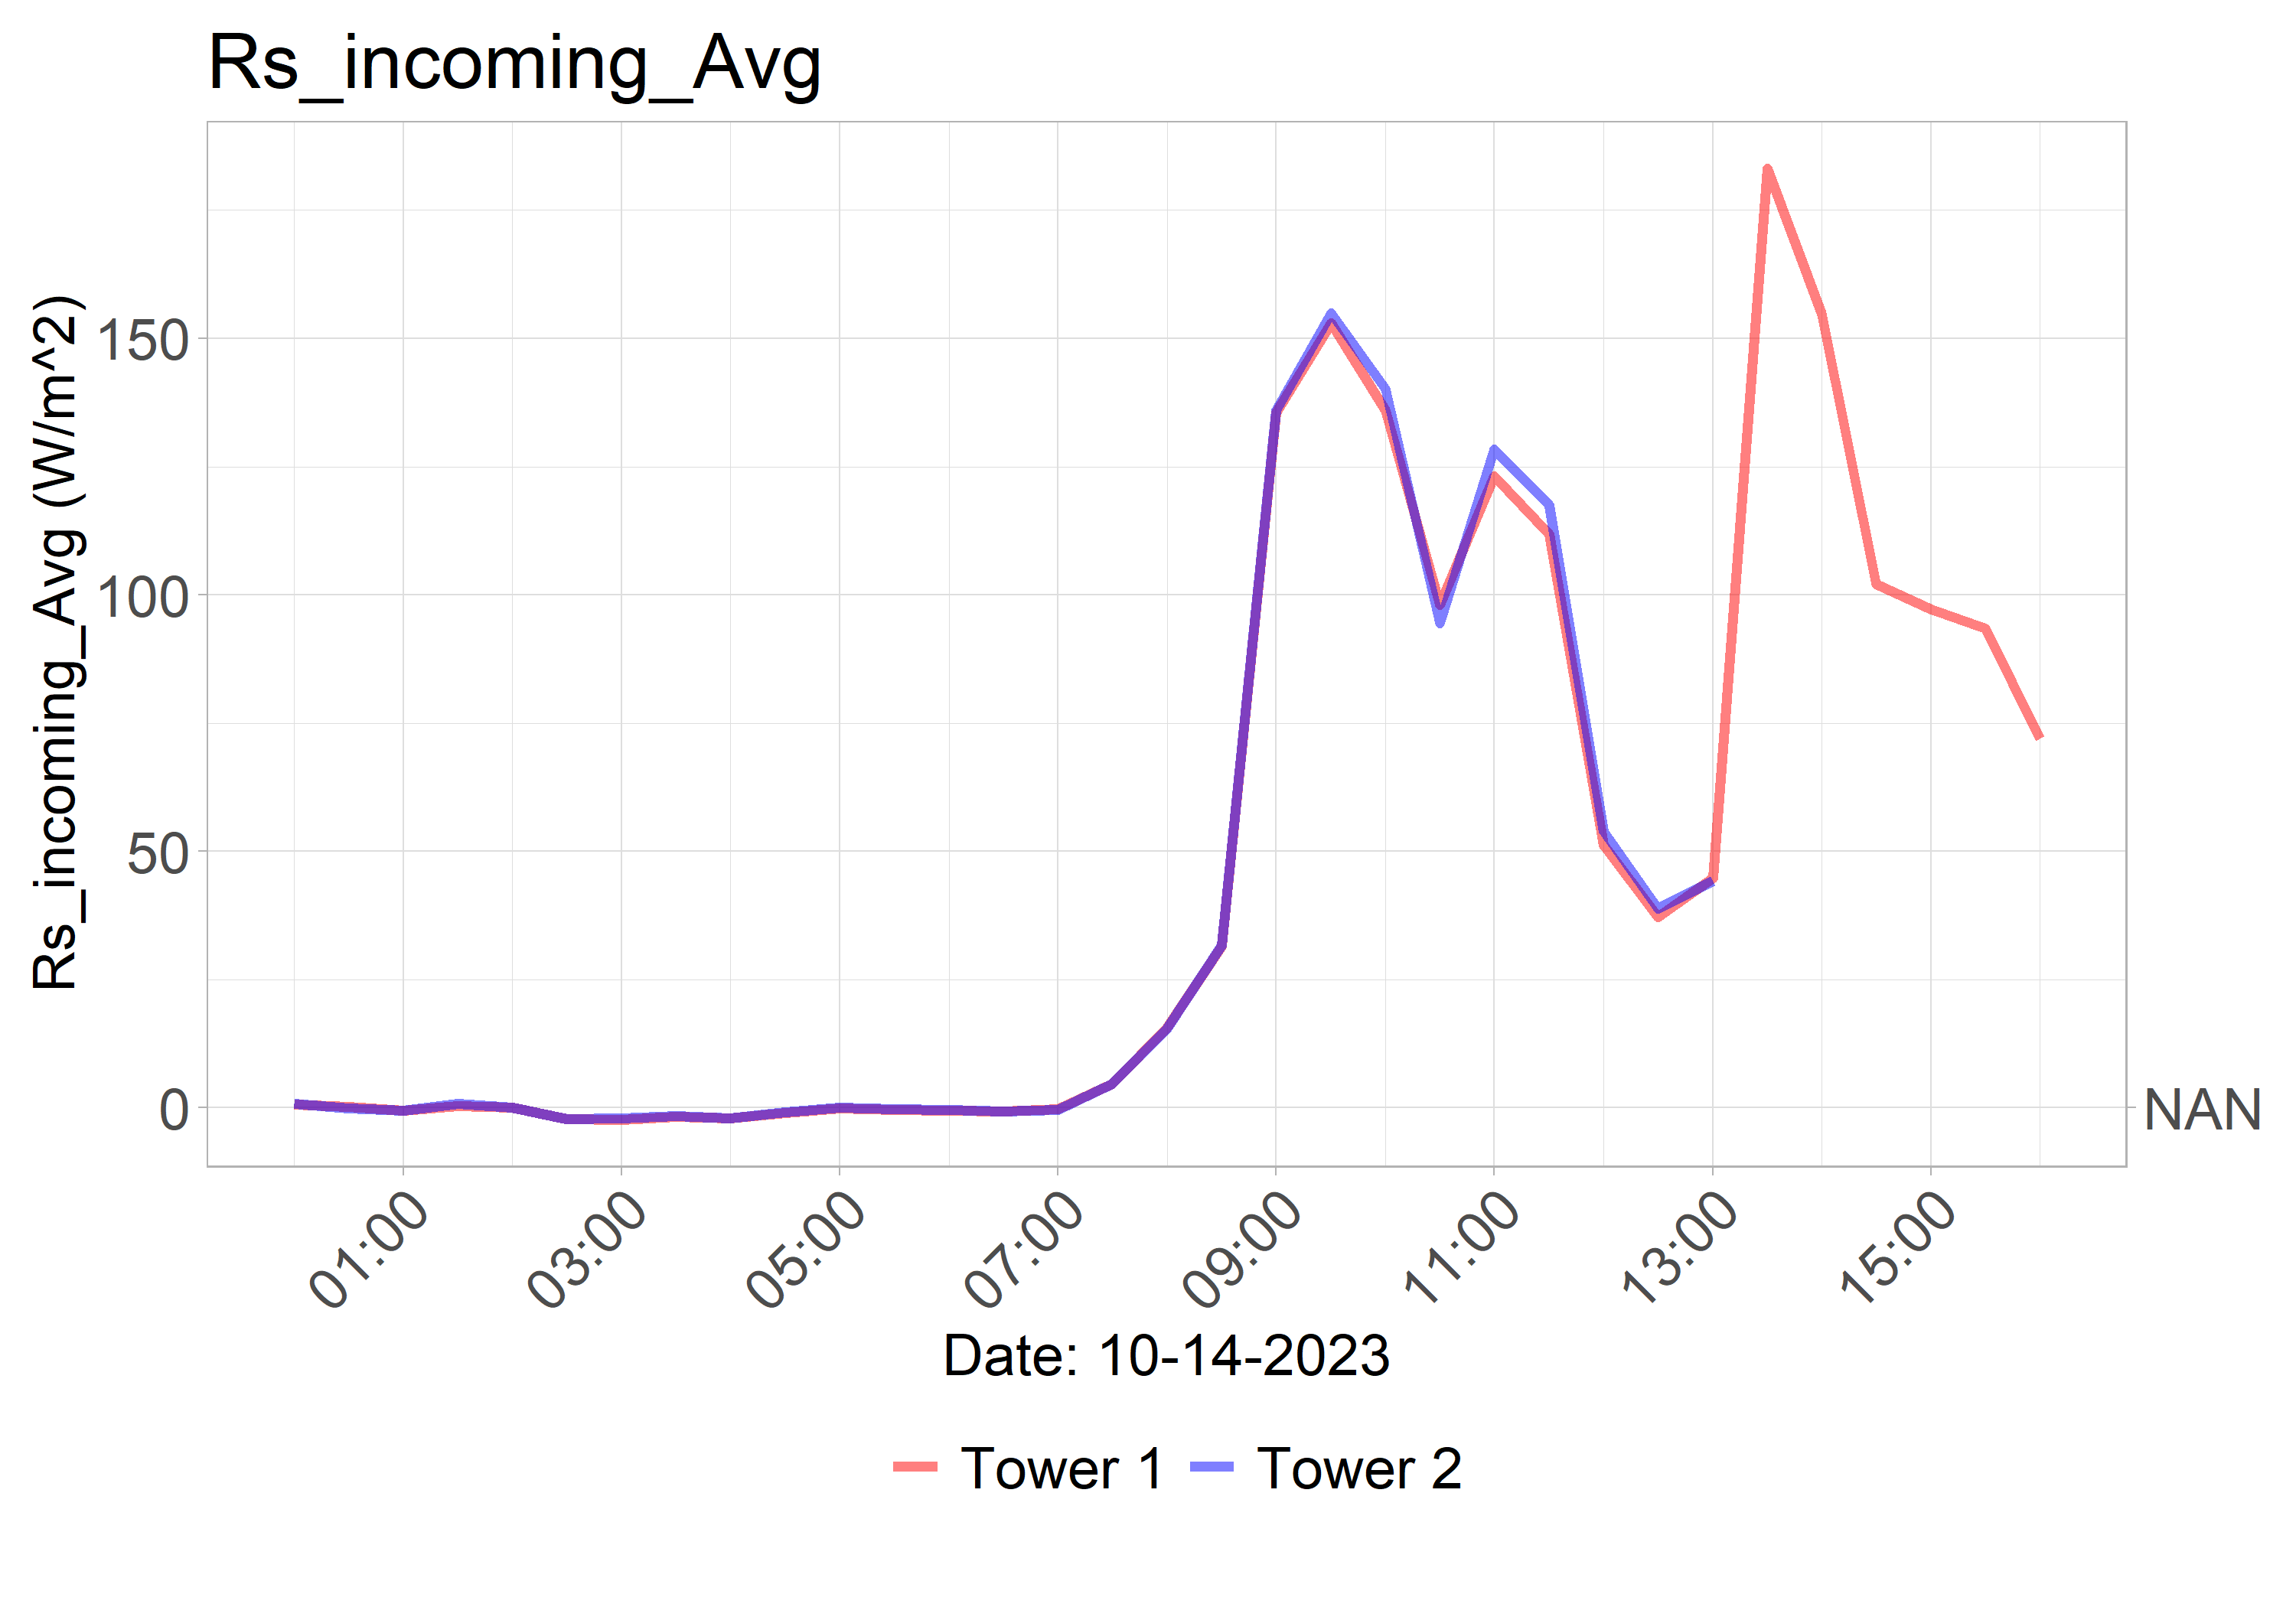 Rs_incoming_Avg
Rs_incoming_Avg (W/m^2)
150
100
50
0
NAN
01:00
03:00
05:00
07:00
09:00
11:00
13:00
15:00
Date: 10-14-2023
Tower 1
Tower 2